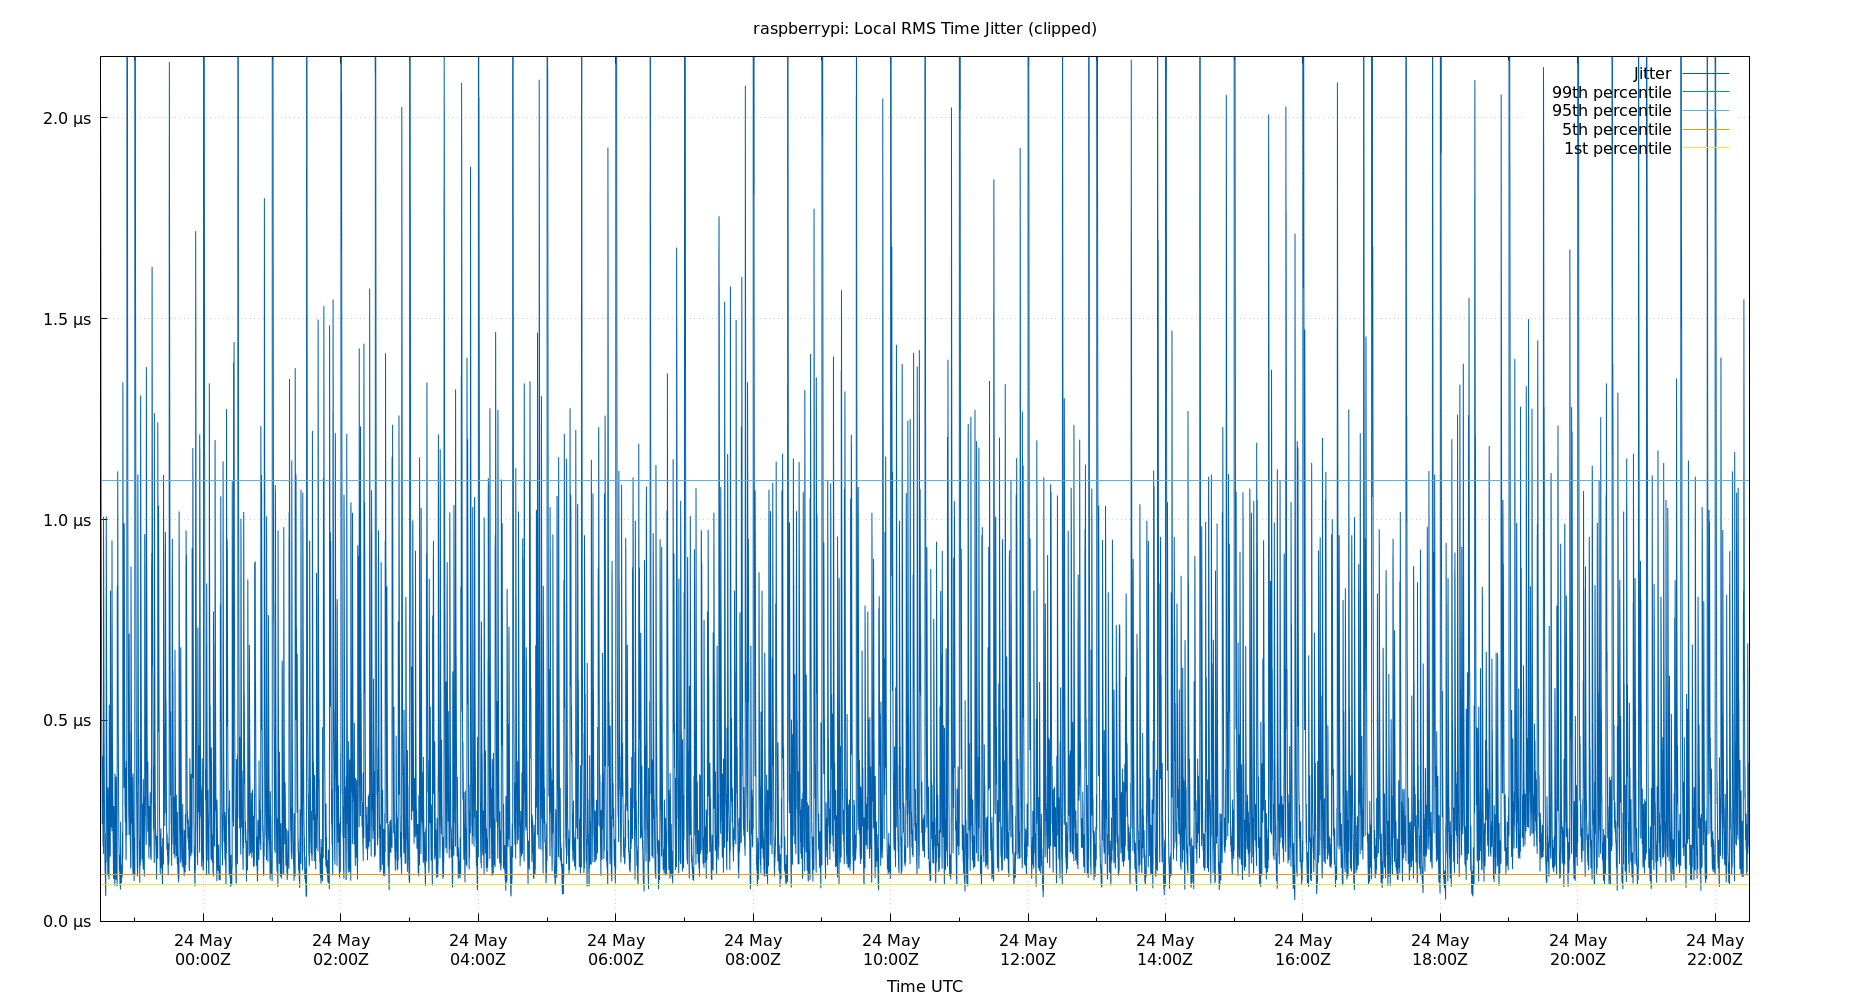 raspberrypi: Local RMS Time Jitter (clipped)
Jitter
99th percentile
95th percentile
5th percentile
1st percentile
2.0 µs
1.5 µs
1.0 µs
0.5 µs
0.0 µs
24 May 24 May 24 May 24 May 24 May 24 May 24 May 24 May 24 May 24 May 24 May 24 May
00:00Z 02:00Z 04:00Z 06:00Z 08:00Z 10:00Z 12:00Z 14:00Z 16:00Z 18:00Z 20:00Z 22:00Z
Time UTC